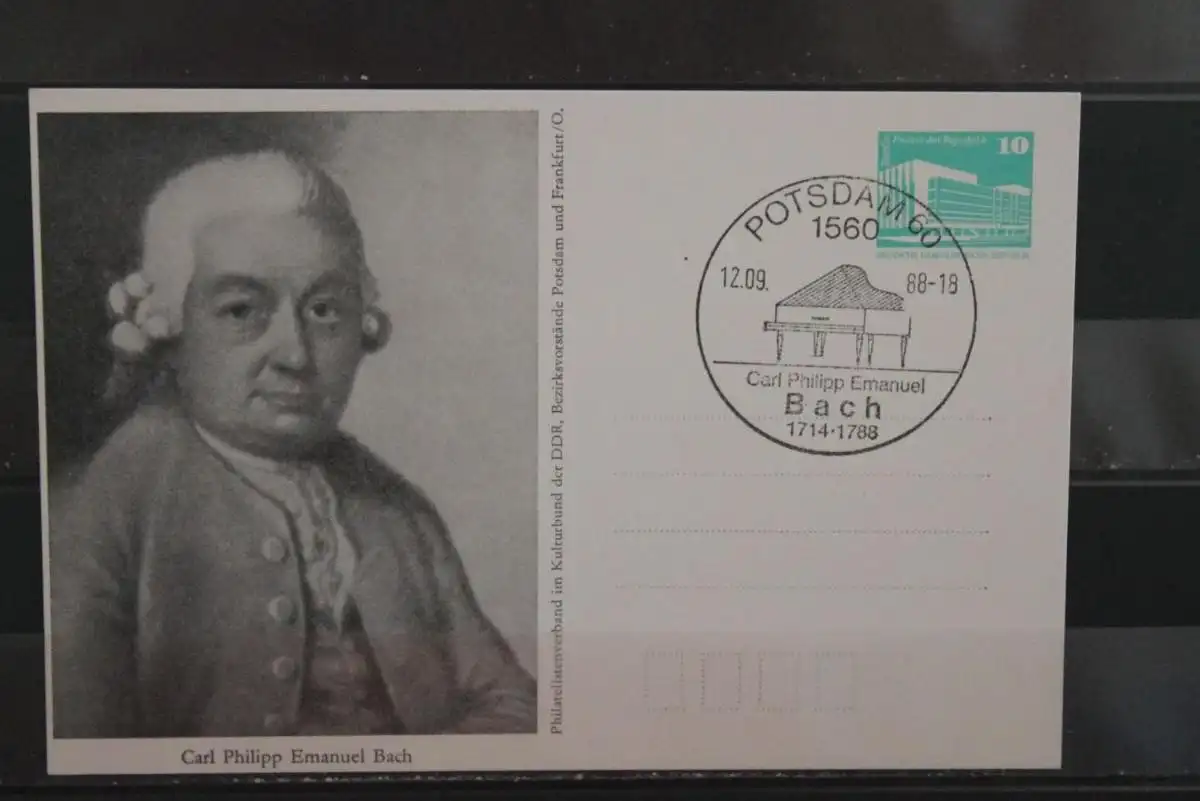 Carl Philipp Emanuel Bach
Philatelistenverband im Kulturbund der DDR, Bezirksvorstände Potsdam und Frankfurt/O.
10
POTSDAM 60
1560
12.09.
88-18
Carl Philipp Emanuel
Bach
1714·1788